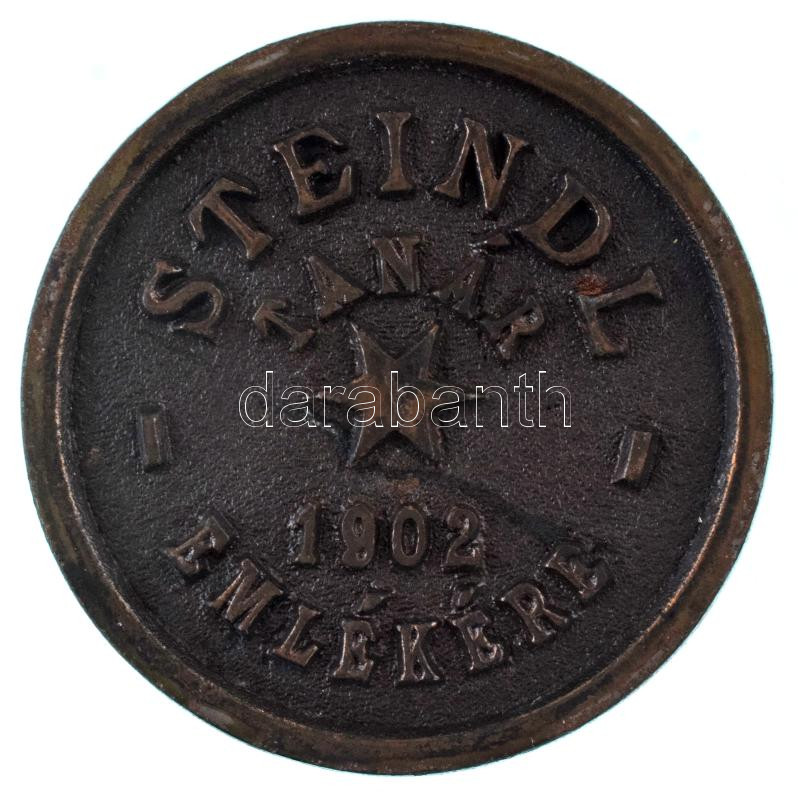 STEINDL
TANÁR
darabanth
1902
EMLÉKÉRE